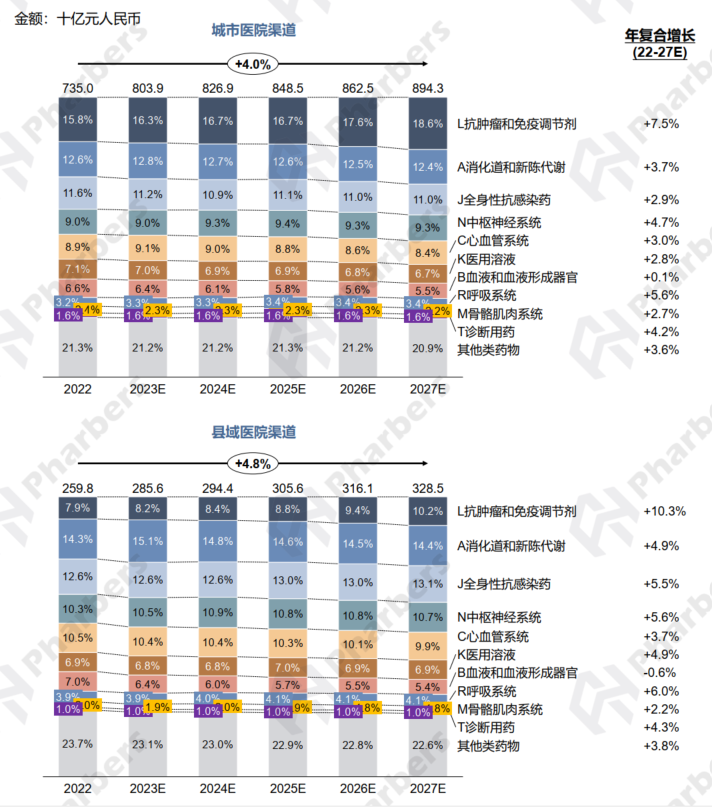 金额：十亿元人民币
城市医院渠道
年复合增长
(22-27E)
+4.0%
735.0 803.9 826.9 848.5 862.5 894.3
15.8% 16.3% 16.7% 16.7% 17.6% 18.6% L抗肿瘤和免疫调节剂 +7.5%
12.6% 12.8% 12.7% 12.6% 12.5% 12.4% A消化道和新陈代谢 +3.7%
11.6% 11.2% 10.9% 11.1% 11.0% 11.0% J全身性抗感染药 +2.9%
9.0% 9.0% 9.3% 9.4% 9.3% 9.3% N中枢神经系统 +4.7%
8.9% 9.1% 9.0% 8.8% 8.6% 8.4% C心血管系统 +3.0%
7.1% 7.0% 6.9% 6.9% 6.8% 6.7% K医用溶液 +2.8%
6.6% 6.4% 6.1% 5.8% 5.6% 5.5% B血液和血液形成器官 +0.1%
3.2% 3.3% 3.3% 3.4% 3.4% 3.4% R呼吸系统 +5.6%
2.3% 2.3% M骨骼肌肉系统 +2.7%
1.6% 1.6% 1.6% 1.6% 1.6% 1.6% T诊断用药 +4.2%
21.3% 21.2% 21.2% 21.3% 21.2% 20.9% 其他类药物 +3.6%
2022 2023E 2024E 2025E 2026E 2027E
县域医院渠道
+4.8%
259.8 285.6 294.4 305.6 316.1 328.5
7.9% 8.2% 8.4% 8.8% 9.4% 10.2% L抗肿瘤和免疫调节剂 +10.3%
14.3% 15.1% 14.8% 14.6% 14.5% 14.4% A消化道和新陈代谢 +4.9%
12.6% 12.6% 12.6% 13.0% 13.0% 13.1% J全身性抗感染药 +5.5%
10.3% 10.5% 10.9% 10.8% 10.8% 10.7% N中枢神经系统 +5.6%
10.5% 10.4% 10.4% 10.3% 10.1% 9.9% C心血管系统 +3.7%
6.9% 6.8% 6.8% 7.0% 6.9% 6.9% K医用溶液 +4.9%
7.0% 6.4% 6.0% 5.7% 5.5% 5.4% B血液和血液形成器官 -0.6%
3.9% 3.9% 4.0% 4.1% 4.1% 4.1% R呼吸系统 +6.0%
1.9% M骨骼肌肉系统 +2.2%
1.0% 1.0% 1.0% 1.0% 1.0% 1.0% T诊断用药 +4.3%
23.7% 23.1% 23.0% 22.9% 22.8% 22.6% 其他类药物 +3.8%
2022 2023E 2024E 2025E 2026E 2027E
Pharbers